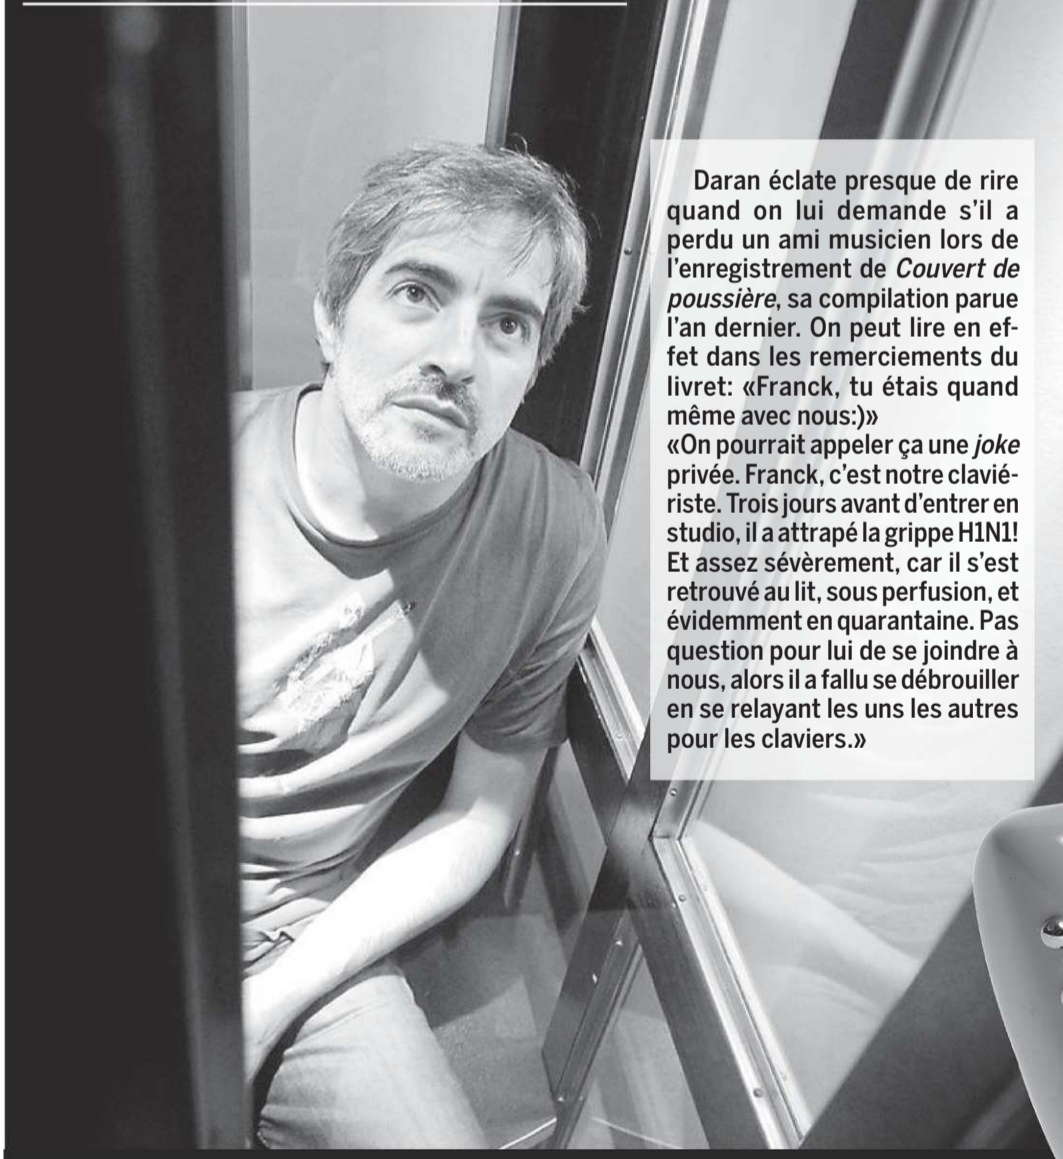 Daran éclate presque de rire
quand on lui demande s'il a
perdu un ami musicien lors de
l'enregistrement de Couvert de
poussière, sa compilation parue
l'an dernier. On peut lire en ef-
fet dans les remerciements du
livret: «Franck, tu étais quand
même avec nous:)»
«On pourrait appeler ça une joke
privée. Franck, c'est notre clavié-
riste. Trois jours avant d'entrer en
studio, il a attrapé la grippe H1N1!
Et assez sévèrement, car il s'est
retrouvé au lit, sous perfusion, et
évidemment en quarantaine. Pas
question pour lui de se joindre à
nous, alors il a fallu se débrouiller
en se relayant les uns les autres
pour les claviers.»